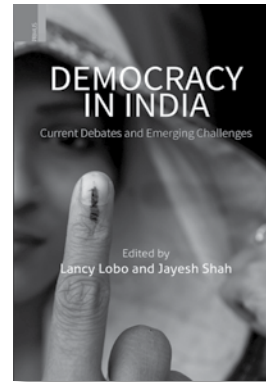 DEMOCRACY
IN INDIA
Current Debates and Emerging Challenges
Edited by
Lancy Lobo and Jayesh Shah